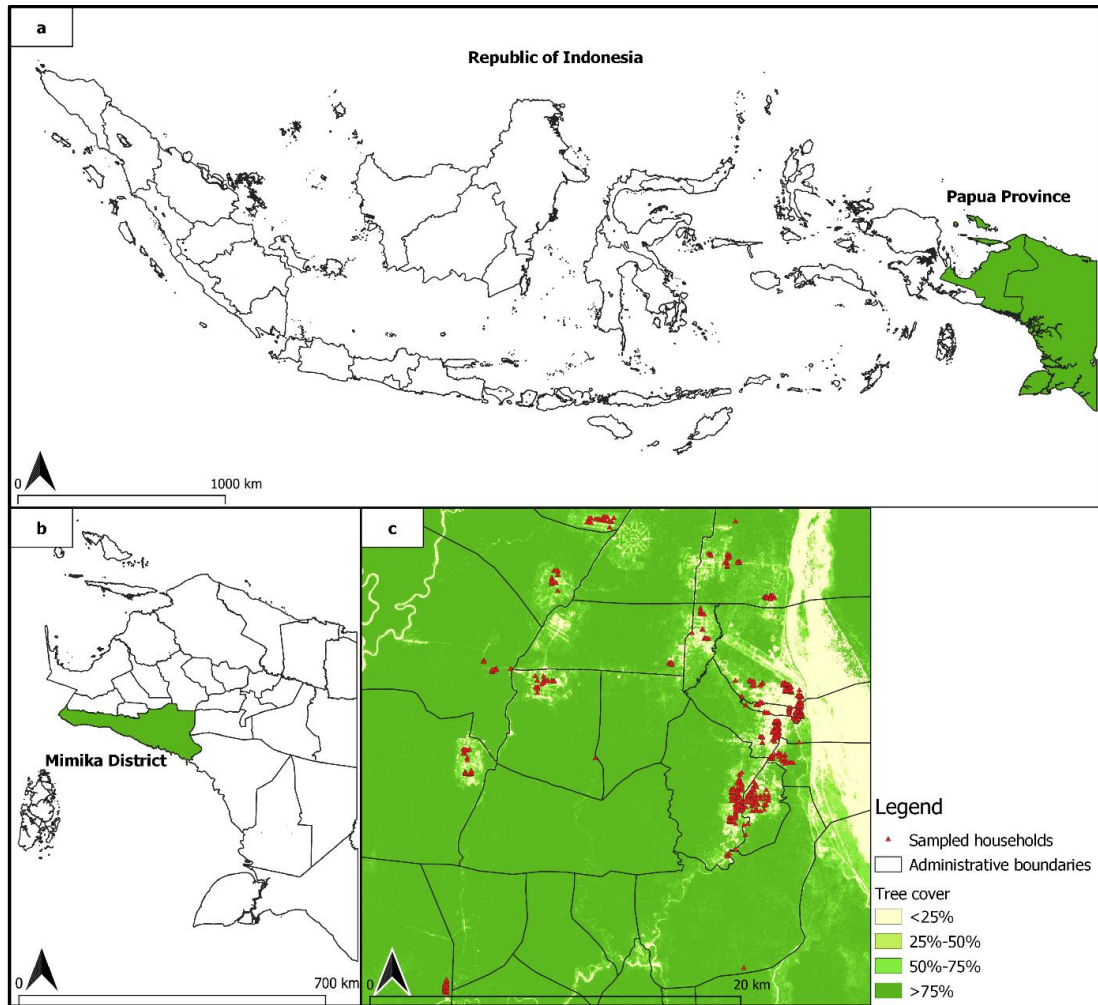 a
Republic of Indonesia
Papua Province
0
1000 km
b
Mimika District
0
700 km
c
0
20 km
Legend
Sampled households
Administrative boundaries
Tree cover
<25%
25%-50%
50%-75%
>75%